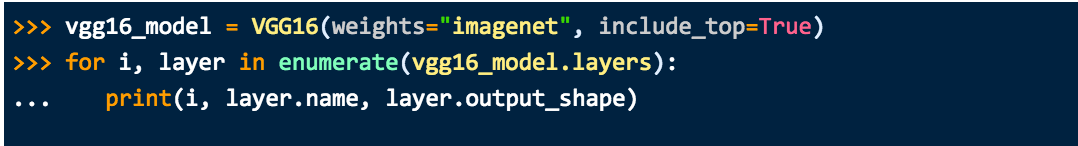 >>> vgg16_model = VGG16(weights="imagenet", include_top=True)
>>> for i, layer in enumerate(vgg16_model.layers):
...    print(i, layer.name, layer.output_shape)